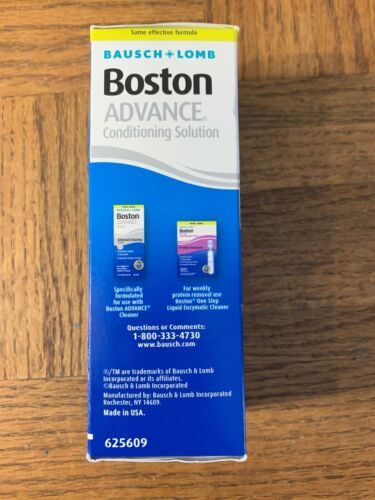 Same effective formula
BAUSCH + LOMB
Boston
ADVANCE®
Conditioning Solution
Boston
ADVANCE
Advanced Cleaning
Boston
Specifically
formulated
for use with
Boston ADVANCE®
Cleaner
For weekly
protein removal use
Boston® One Step
Liquid Enzymatic Cleaner
Questions or Comments:
1-800-333-4730
www.bausch.com
®/TM are trademarks of Bausch & Lomb
Incorporated or its affiliates.
©Bausch & Lomb Incorporated
Manufactured by: Bausch & Lomb Incorporated
Rochester, NY 14609.
Made in USA.
625609